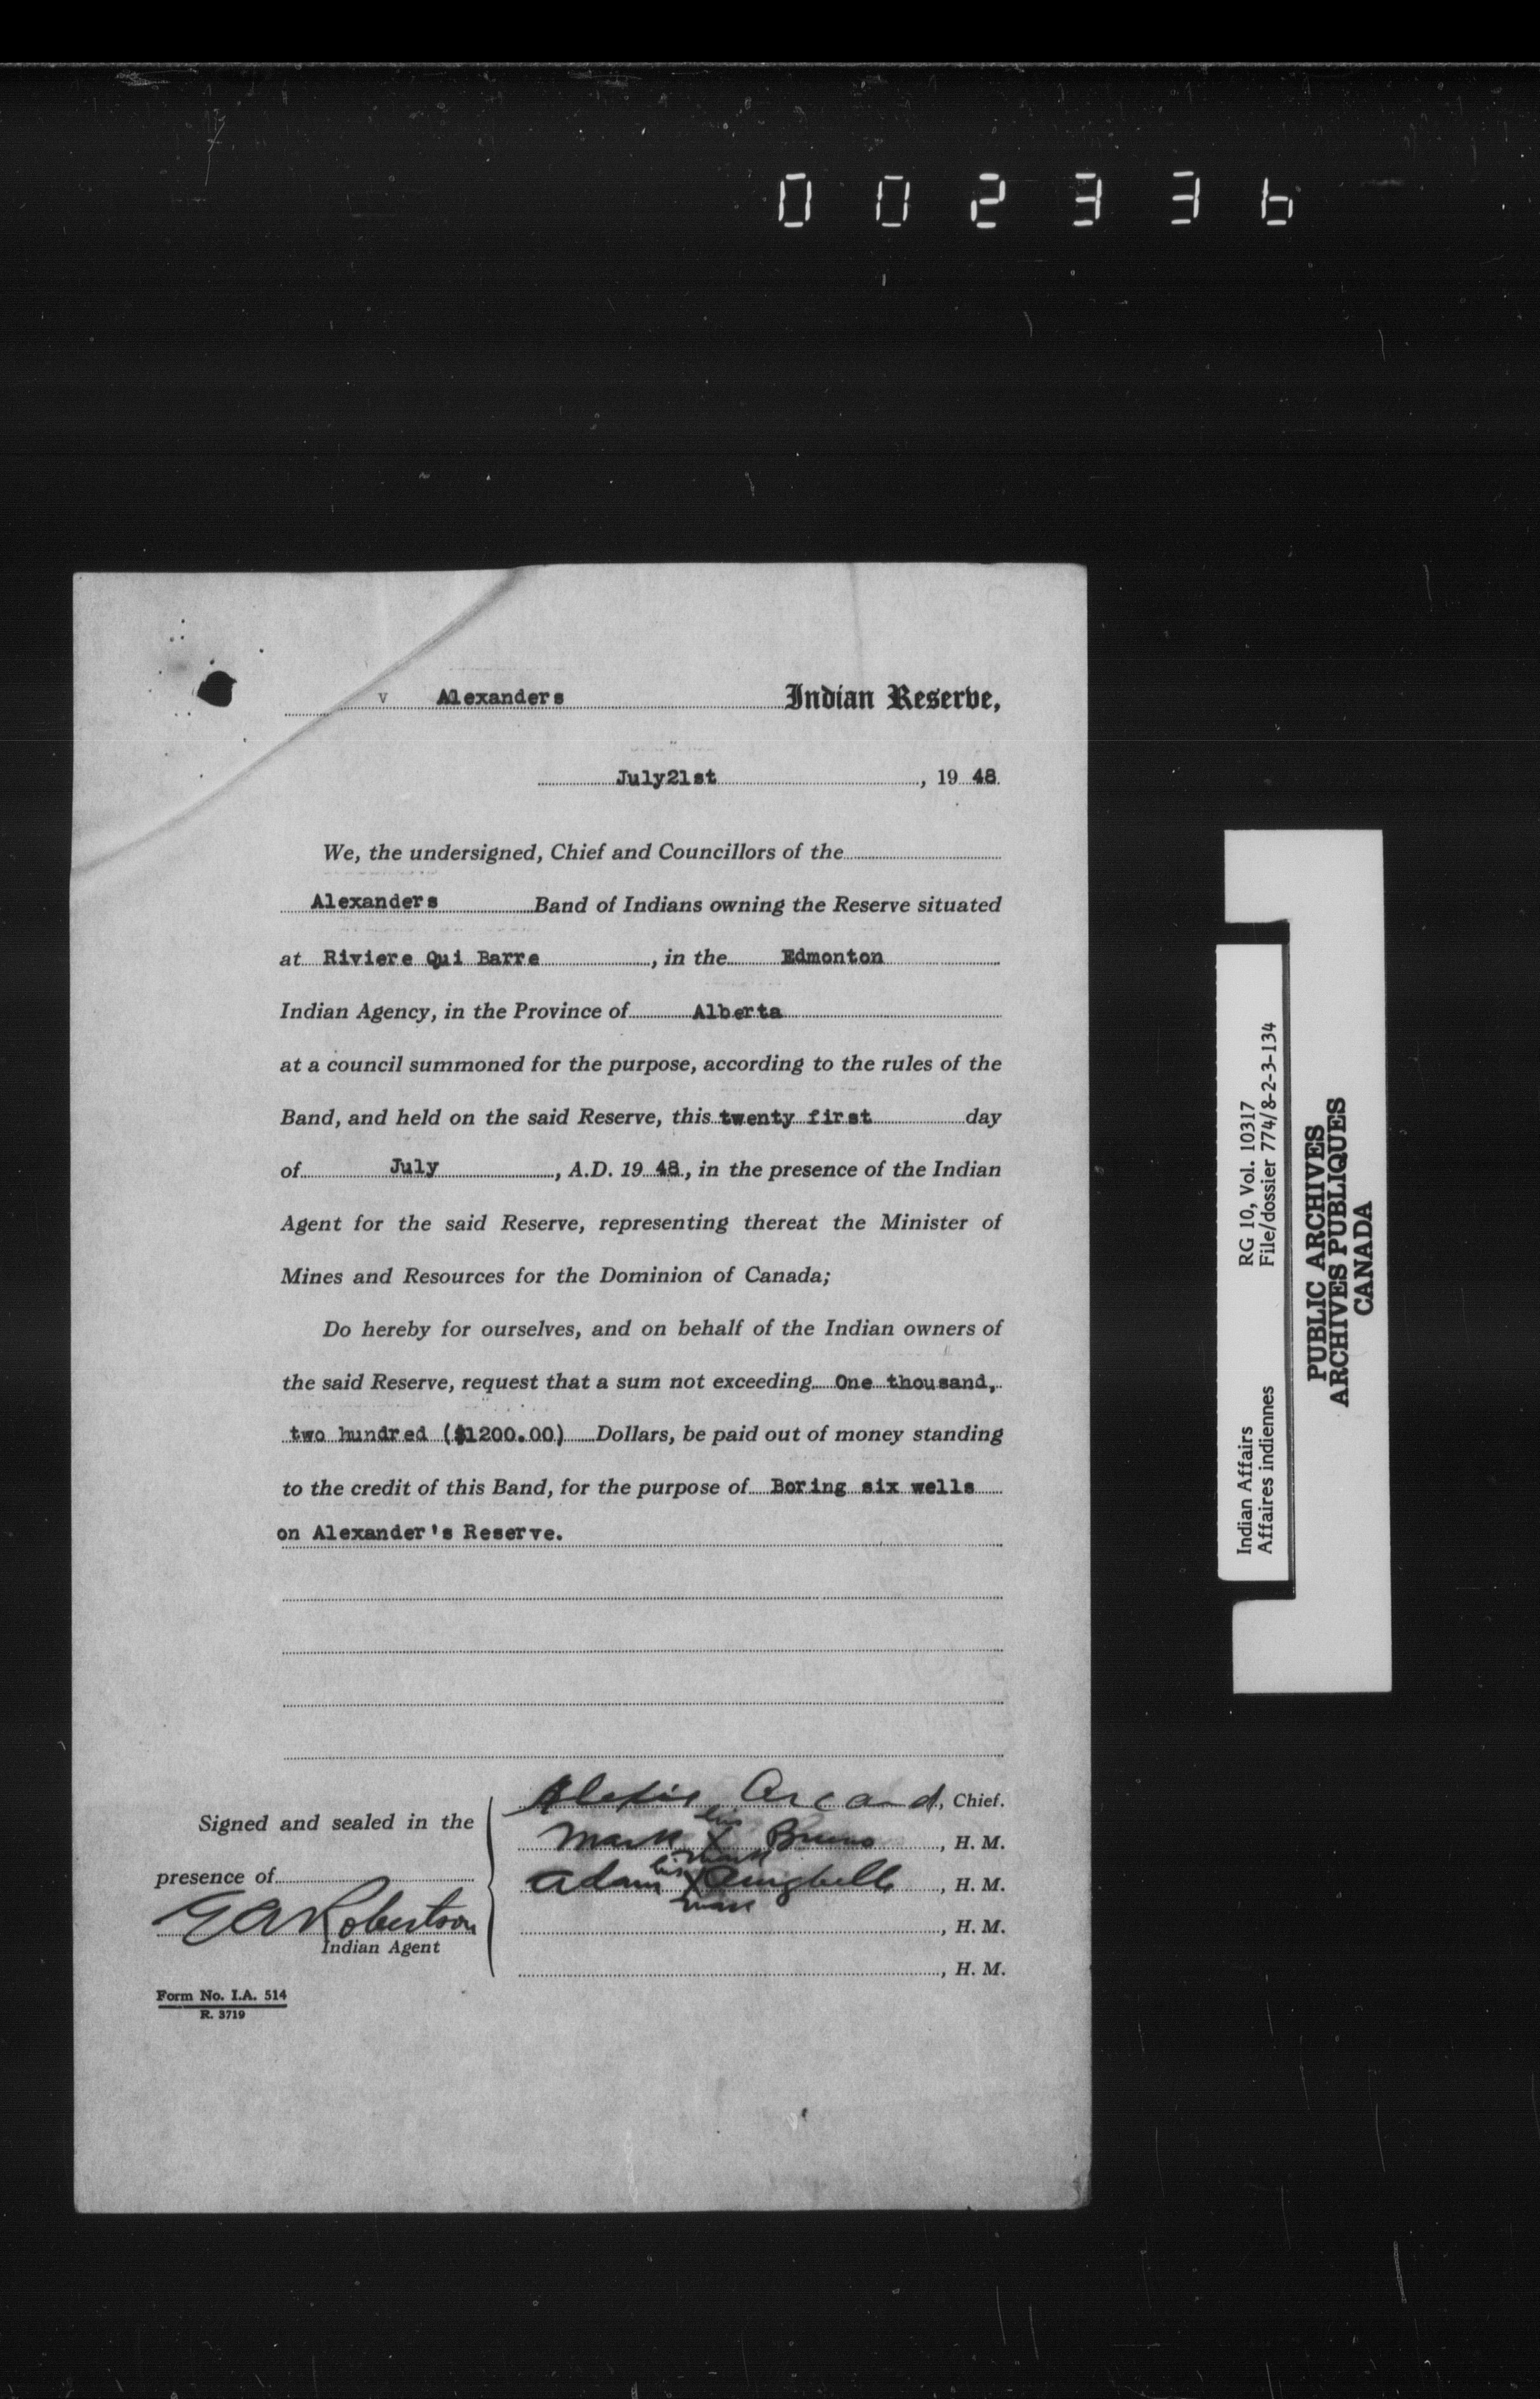 002336
v Alexanders Indian Reserve,
July21st, 19 48
We, the undersigned, Chief and Councillors of the
Alexanders Band of Indians owning the Reserve situated
at Riviere Qui Barre, in the Edmonton
Indian Agency, in the Province of Alberta
at a council summoned for the purpose, according to the rules of the
Band, and held on the said Reserve, this twenty first day
of July, A.D. 19 48, in the presence of the Indian
Agent for the said Reserve, representing thereat the Minister of
Mines and Resources for the Dominion of Canada;
Do hereby for ourselves, and on behalf of the Indian owners of
the said Reserve, request that a sum not exceeding One thousand,
two hundred ($1200.00) Dollars, be paid out of money standing
to the credit of this Band, for the purpose of Boring six wells
on Alexander's Reserve.
Alexis Arcand, Chief.
his
Mark X Bruno, H. M.
mark
his
Adam X, H. M.
mark
, H. M.
, H. M.
Signed and sealed in the
presence of
G A Robertson
Indian Agent
Form No. I.A. 514
R. 3719
Indian Affairs RG 10, Vol. 10317
Affaires indiennes File/dossier 774/8-2-3-134
PUBLIC ARCHIVES
ARCHIVES PUBLIQUES
CANADA